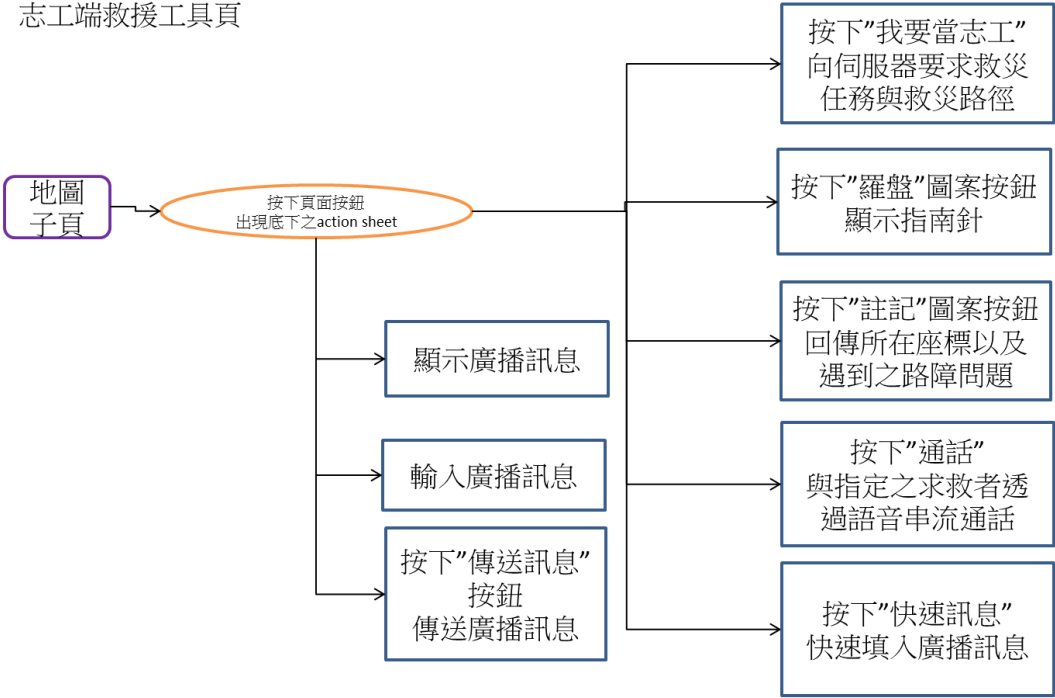 志工端救援工具頁
地圖
子頁
按下頁面按鈕
出現底下之action sheet
顯示廣播訊息
輸入廣播訊息
按下”傳送訊息”
按鈕
傳送廣播訊息
按下”我要當志工”
向伺服器要求救災
任務與救災路徑
按下”羅盤”圖案按鈕
顯示指南針
按下”註記”圖案按鈕
回傳所在座標以及
遇到之路障問題
按下”通話”
與指定之求救者透
過語音串流通話
按下”快速訊息”
快速填入廣播訊息